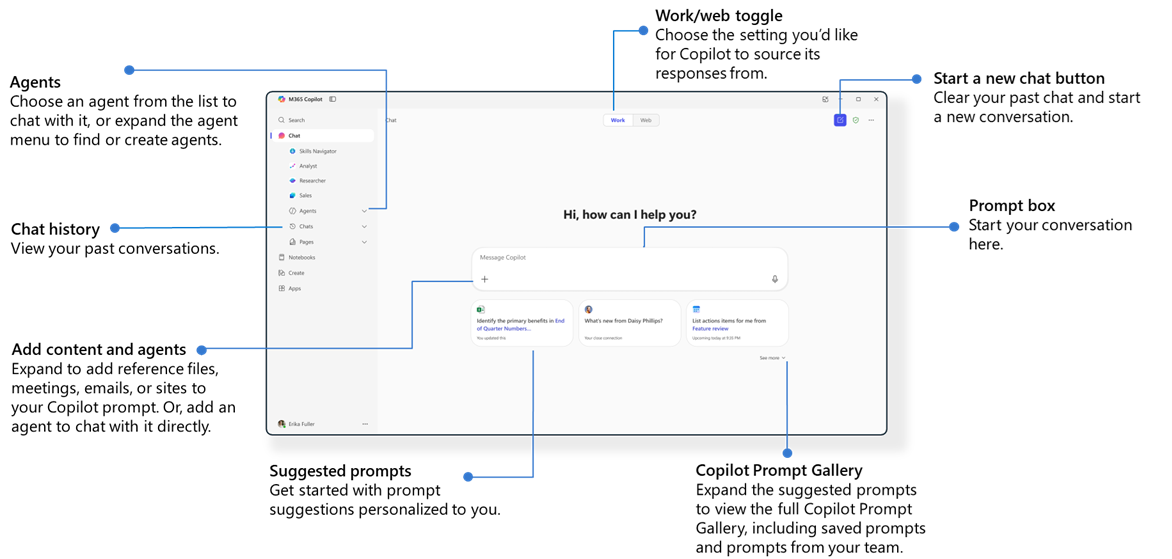 Work/web toggle
Choose the setting you'd like
for Copilot to source its
responses from.
Agents
Choose an agent from the list to
chat with it, or expand the agent
menu to find or create agents.
Start a new chat button
Clear your past chat and start
a new conversation.
M365 Copilot
Search
Chat
Work
Web
Chat
Skills Navigator
Analyst
Researcher
Sales
Agents
Chats
Pages
Notebooks
Create
Apps
Chat history
View your past conversations.
Hi, how can I help you?
Prompt box
Start your conversation
here.
Message Copilot
Identify the primary benefits in End
of Quarter Numbers...
You updated this
What's new from Daisy Phillips?
Your close connection
List actions items for me from
Feature review
Upcoming today at 9:25 PM
See more
Add content and agents
Expand to add reference files,
meetings, emails, or sites to
your Copilot prompt. Or, add an
agent to chat with it directly.
Erika Fuller
Suggested prompts
Get started with prompt
suggestions personalized to you.
Copilot Prompt Gallery
Expand the suggested prompts
to view the full Copilot Prompt
Gallery, including saved prompts
and prompts from your team.